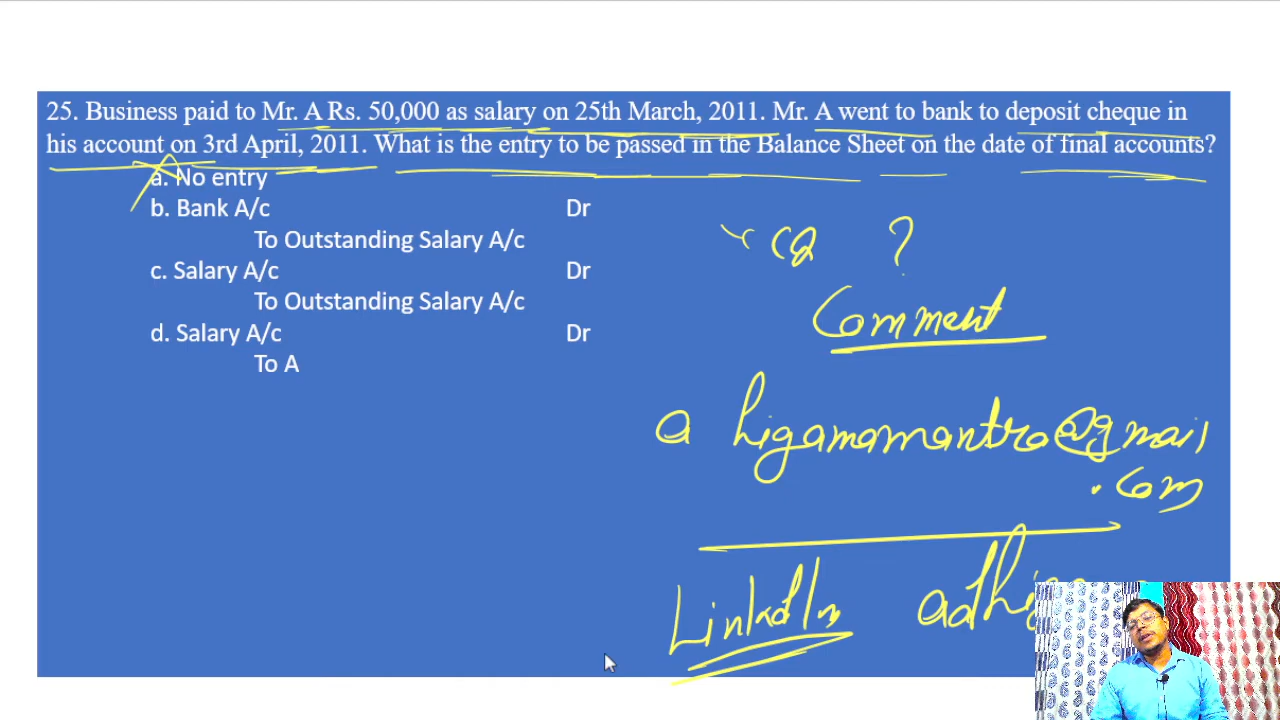 25. Business paid to Mr. A Rs. 50,000 as salary on 25th March, 2011. Mr. A went to bank to deposit cheque in
his account on 3rd April, 2011. What is the entry to be passed in the Balance Sheet on the date of final accounts?
a. No entry
b. Bank A/c Dr
To Outstanding Salary A/c
c. Salary A/c Dr
To Outstanding Salary A/c
d. Salary A/c Dr
To A
?
Comment
a higamamantra@gmail
.com
LinkdIn